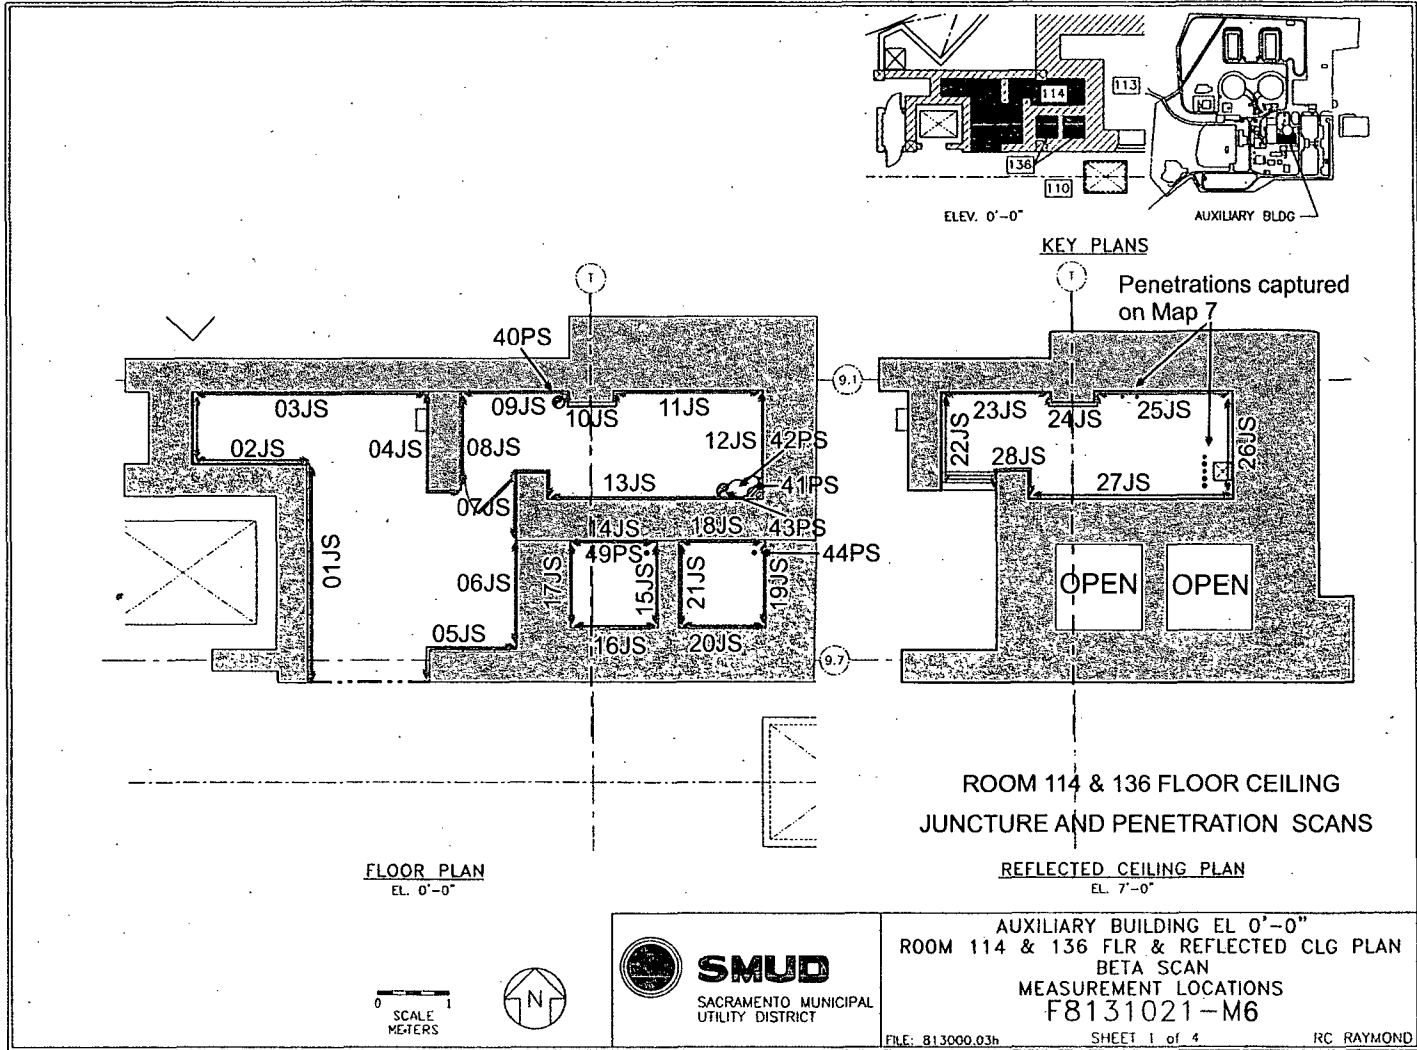 114
113
136
110
ELEV. 0'-0"
AUXILIARY BLDG
KEY PLANS
T
T
Penetrations captured
on Map 7
40PS
9.1
03JS
09JS
10JS
11JS
23JS
24JS
25JS
02JS
04JS
08JS
12JS
42PS
22JS
26JS
28JS
13JS
41PS
27JS
07JS
14JS
18JS
43PS
01JS
49PS
44PS
06JS
17JS
15JS
21JS
19JS
OPEN
OPEN
05JS
16JS
20JS
9.7
ROOM 114 & 136 FLOOR CEILING
JUNCTURE AND PENETRATION SCANS
FLOOR PLAN
EL. 0'-0"
REFLECTED CEILING PLAN
EL. 7'-0"
0 1
SCALE
METERS
N
SMUD
SACRAMENTO MUNICIPAL
UTILITY DISTRICT
AUXILIARY BUILDING EL 0'-0"
ROOM 114 & 136 FLR & REFLECTED CLG PLAN
BETA SCAN
MEASUREMENT LOCATIONS
F8131021-M6
FILE: 813000.03h
SHEET 1 of 4
RC RAYMOND